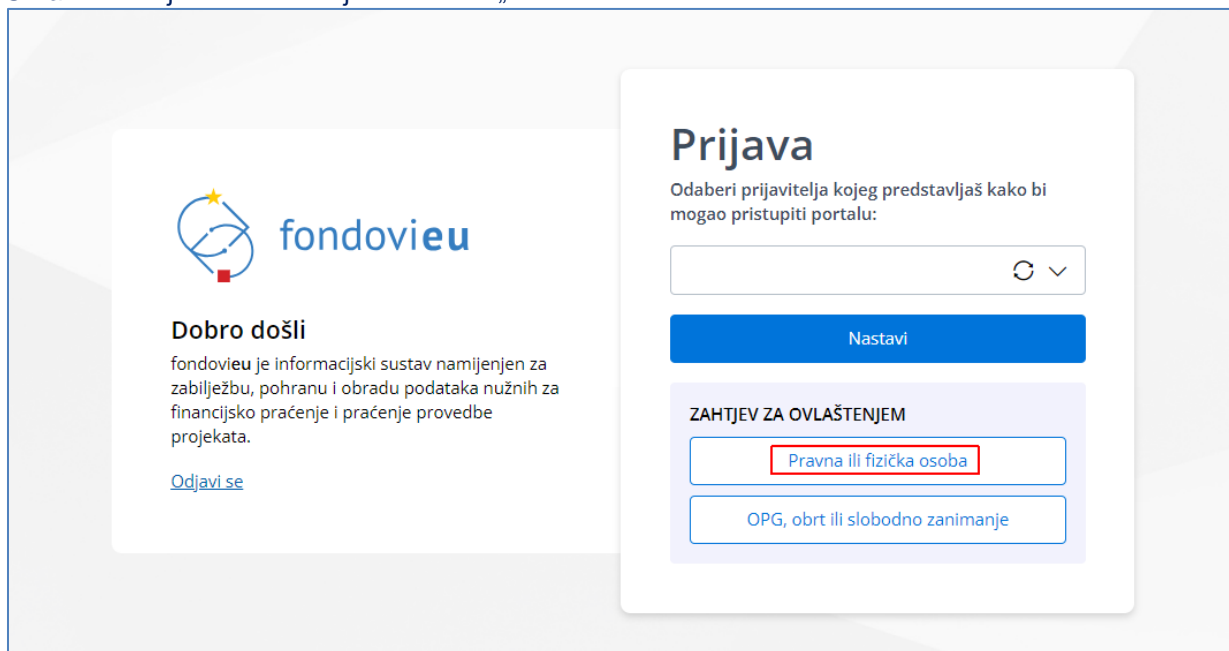 fondovieu
Dobro došli
fondovieu je informacijski sustav namijenjen za
zabilježbu, pohranu i obradu podataka nužnih za
financijsko praćenje i praćenje provedbe
projekata.
Odjavi se
Prijava
Odaberi prijavitelja kojeg predstavljaš kako bi
mogao pristupiti portalu:
Nastavi
ZAHTJEV ZA OVLAŠTENJEM
Pravna ili fizička osoba
OPG, obrt ili slobodno zanimanje